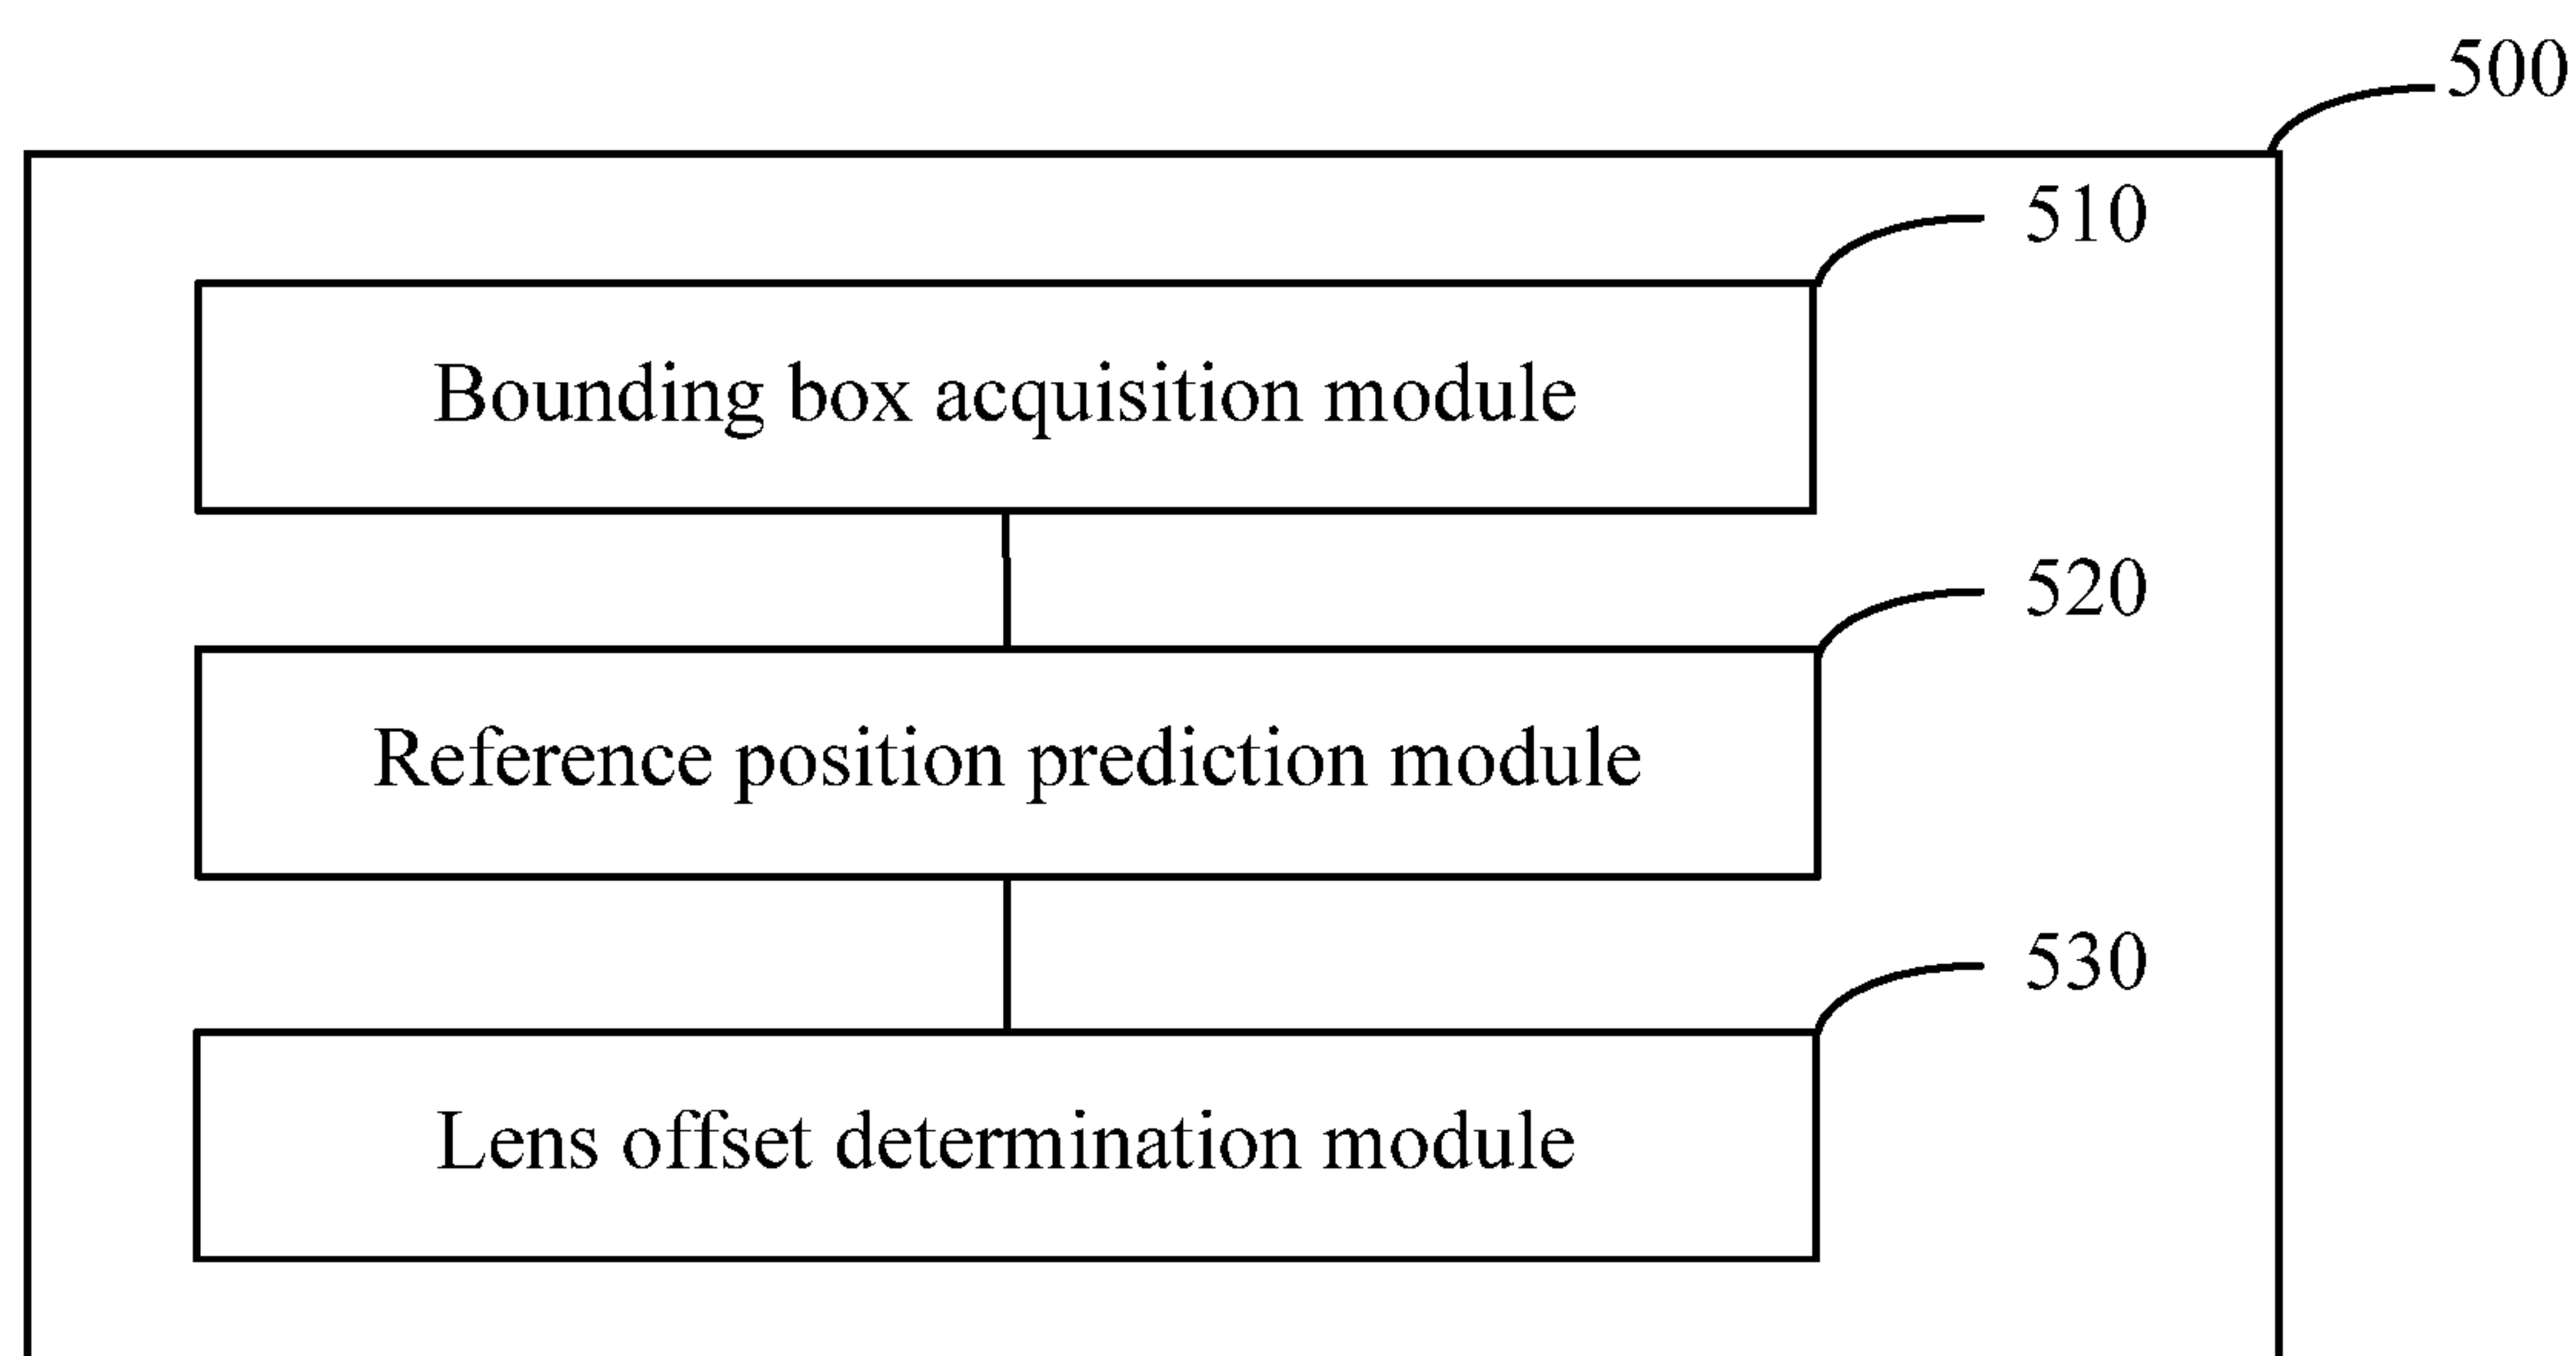 500
510
Bounding box acquisition module
520
Reference position prediction module
530
Lens offset determination module